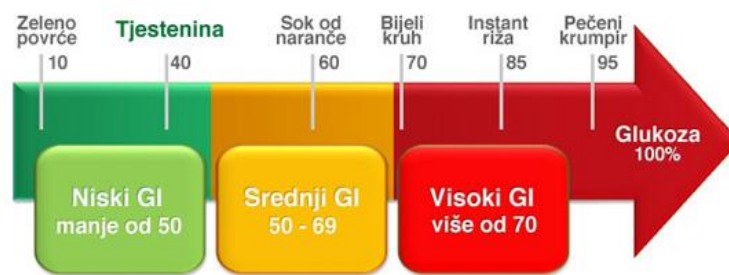 Zeleno
povrće
10
Tjestenina
40
Sok od
naranče
60
Bijeli
kruh
70
Instant
riža
85
Pečeni
krumpir
95
Glukoza
100%
Niski GI
manje od 50
Srednji GI
50 - 69
Visoki GI
više od 70